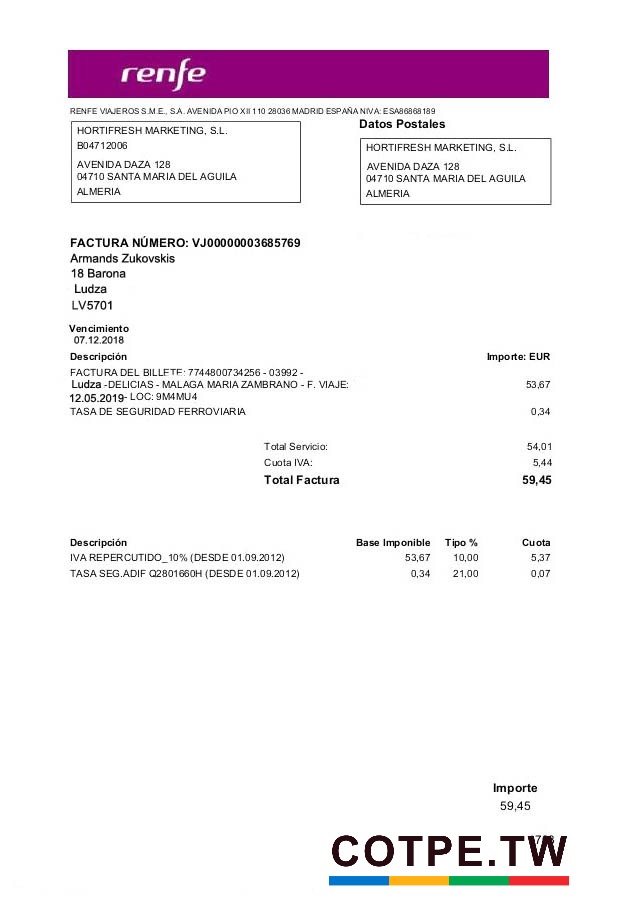 renfe
RENFE VIAJEROS S.M.E., S.A. AVENIDA PIO XII 110 28036 MADRID ESPAÑA NIVA: ESA86868189
HORTIFRESH MARKETING, S.L.
B04712006
AVENIDA DAZA 128
04710 SANTA MARIA DEL AGUILA
ALMERIA
Datos Postales
HORTIFRESH MARKETING, S.L.
AVENIDA DAZA 128
04710 SANTA MARIA DEL AGUILA
ALMERIA
FACTURA NÚMERO: VJ00000003685769
Armands Zukovskis
18 Barona
Ludza
LV5701
Vencimiento
07.12.2018
Descripción Importe: EUR
FACTURA DEL BILLETE: 7744800734256 - 03992 -
Ludza -DELICIAS - MALAGA MARIA ZAMBRANO - F. VIAJE: 53,67
12.05.2019- LOC: 9M4MU4
TASA DE SEGURIDAD FERROVIARIA 0,34
Total Servicio: 54,01
Cuota IVA: 5,44
Total Factura 59,45
Descripción Base Imponible Tipo % Cuota
IVA REPERCUTIDO_10% (DESDE 01.09.2012) 53,67 10,00 5,37
TASA SEG.ADIF Q2801660H (DESDE 01.09.2012) 0,34 21,00 0,07
Importe
59,45
COTPE.TW